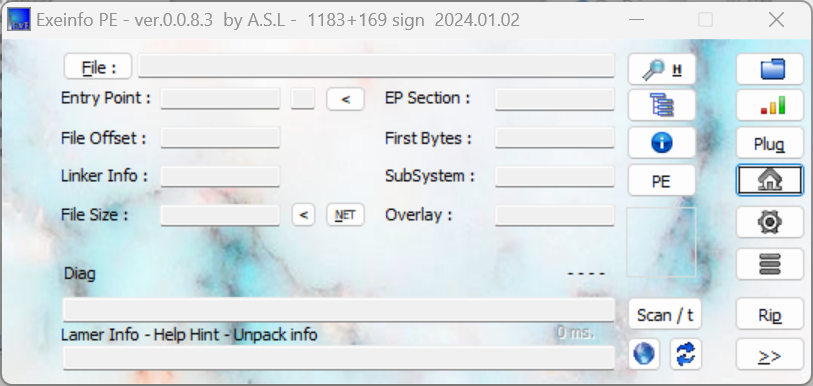 Exeinfo PE - ver.0.0.8.3 by A.S.L - 1183+169 sign 2024.01.02
File :
H
Entry Point :
<
EP Section :
File Offset :
First Bytes :
Plug
Linker Info :
SubSystem :
PE
File Size :
<
NET
Overlay :
Diag
- - - -
Scan / t
Rip
Lamer Info - Help Hint - Unpack info
0 ms.
>>